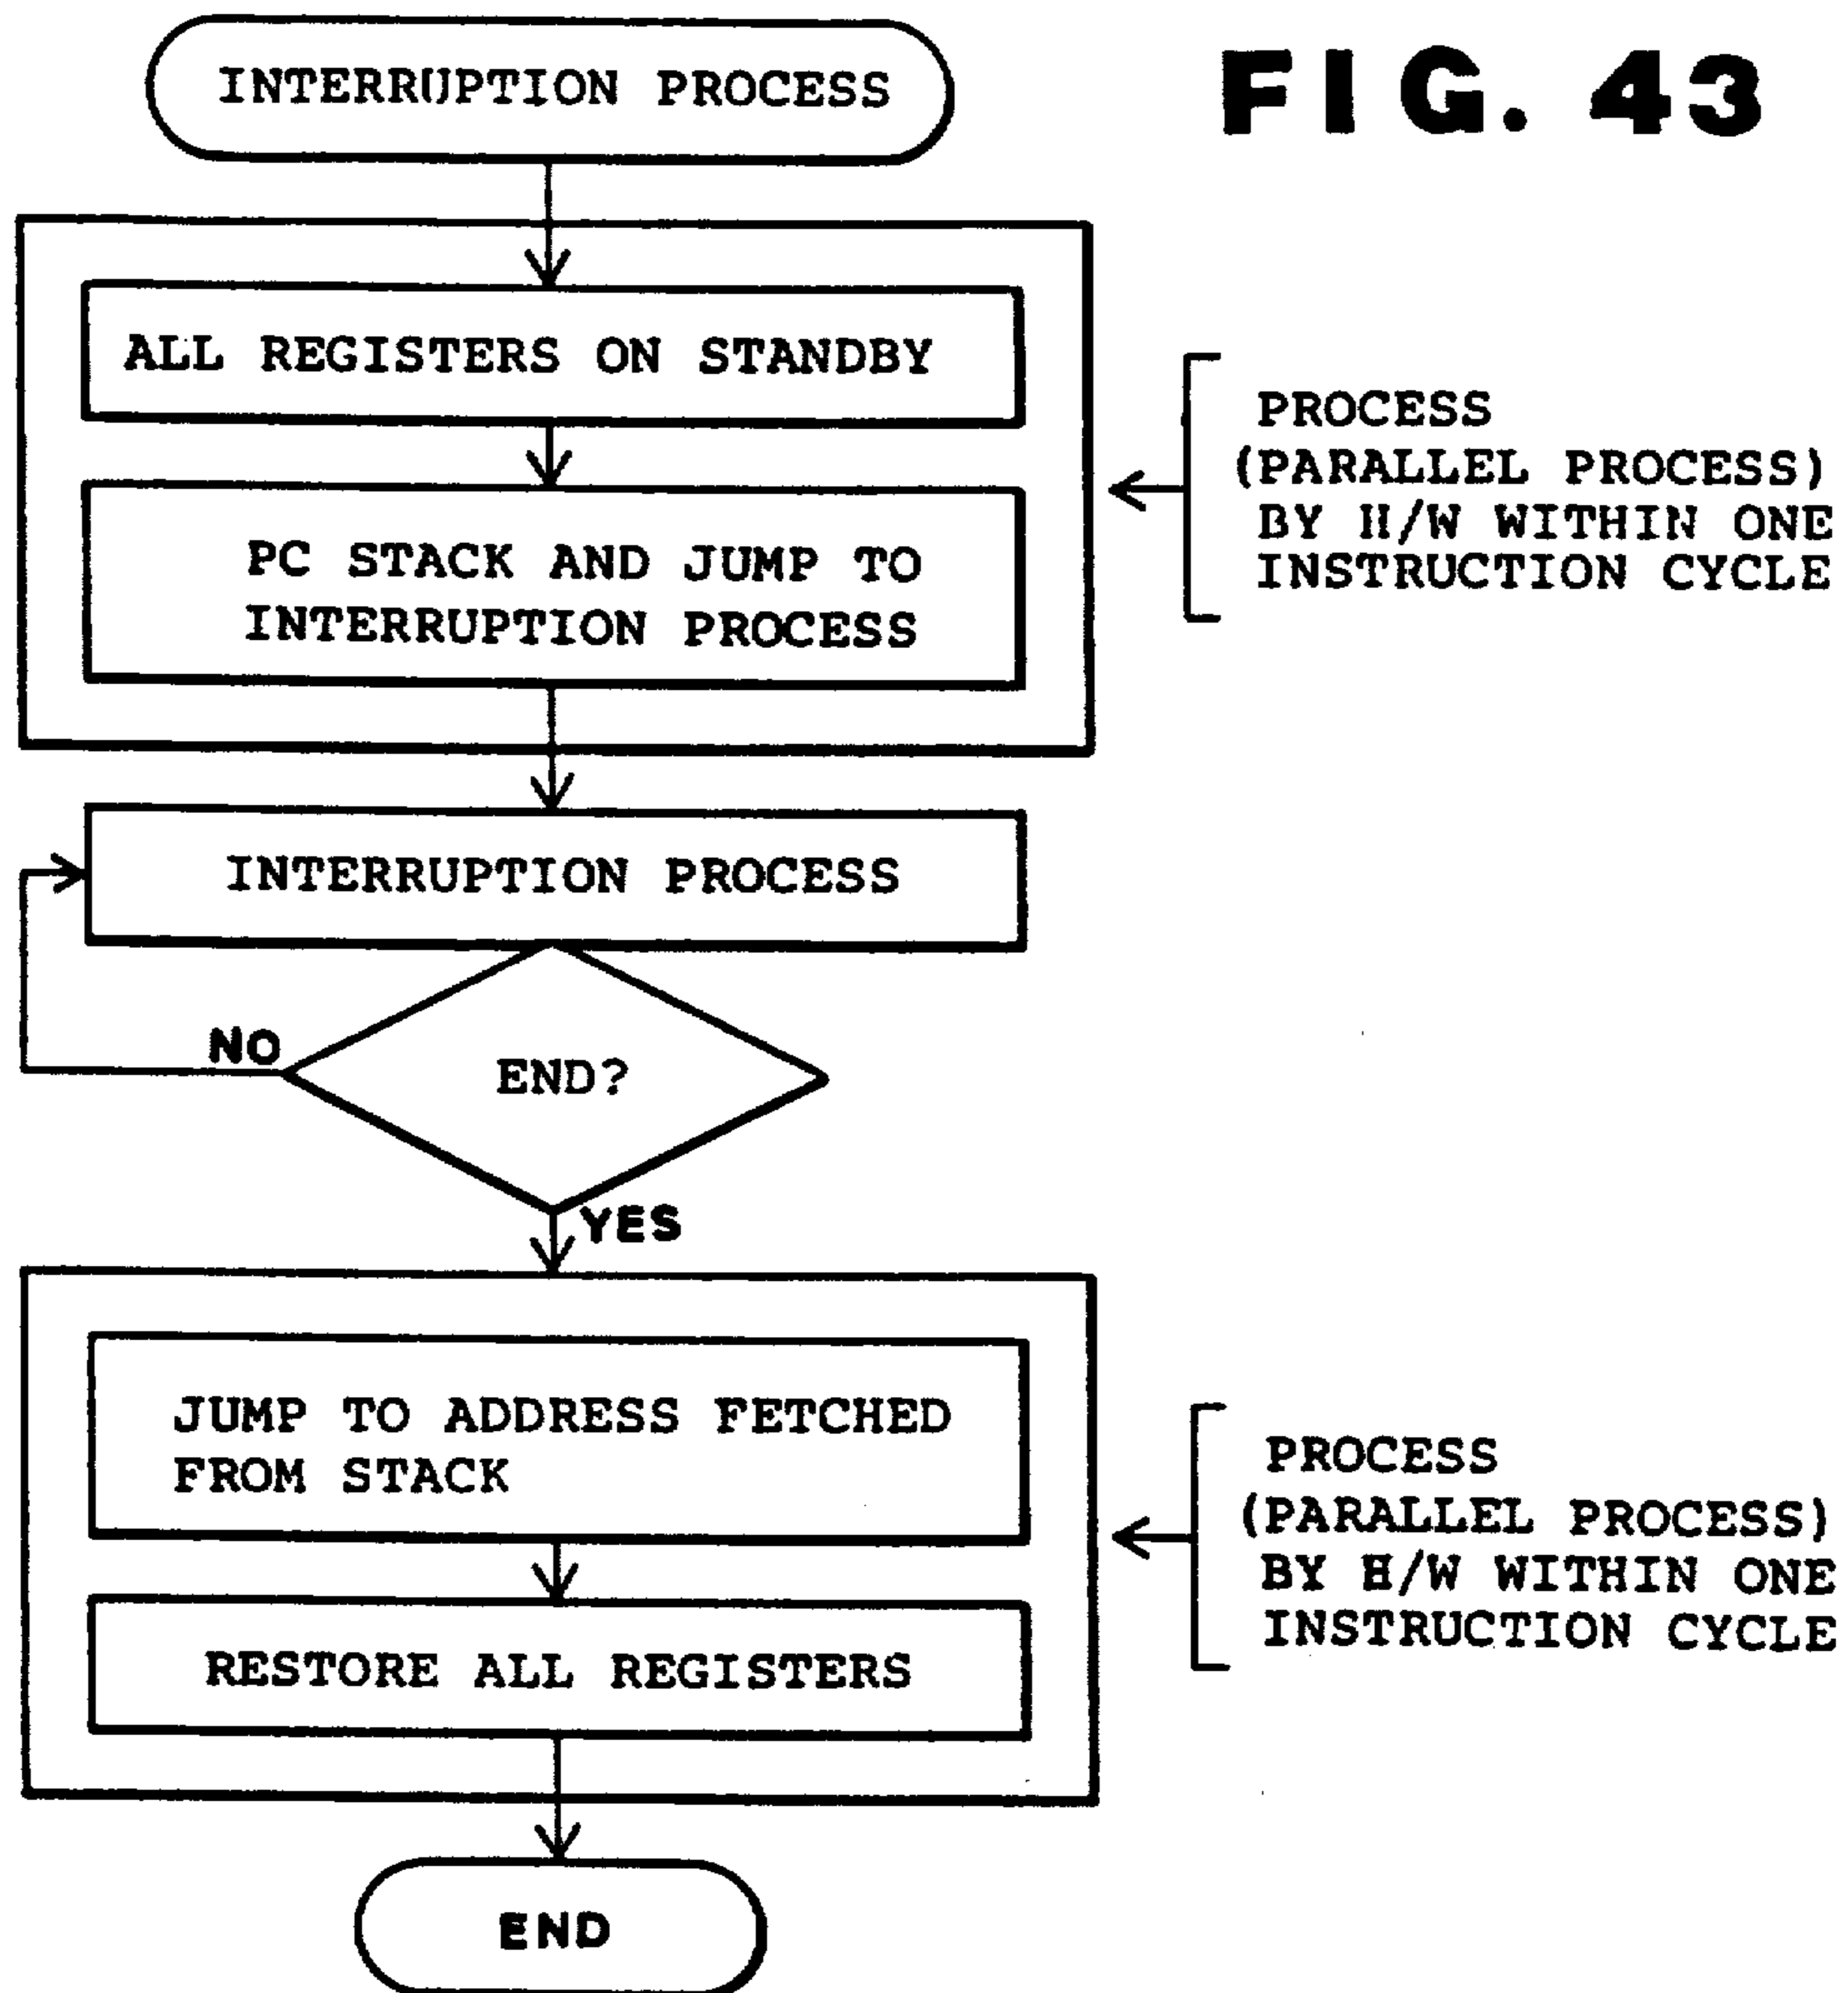 FIG. 43
INTERRUPTION PROCESS
ALL REGISTERS ON STANDBY
PC STACK AND JUMP TO
INTERRUPTION PROCESS
PROCESS
(PARALLEL PROCESS)
BY H/W WITHIN ONE
INSTRUCTION CYCLE
INTERRUPTION PROCESS
NO
END?
YES
JUMP TO ADDRESS FETCHED
FROM STACK
RESTORE ALL REGISTERS
PROCESS
(PARALLEL PROCESS)
BY H/W WITHIN ONE
INSTRUCTION CYCLE
END